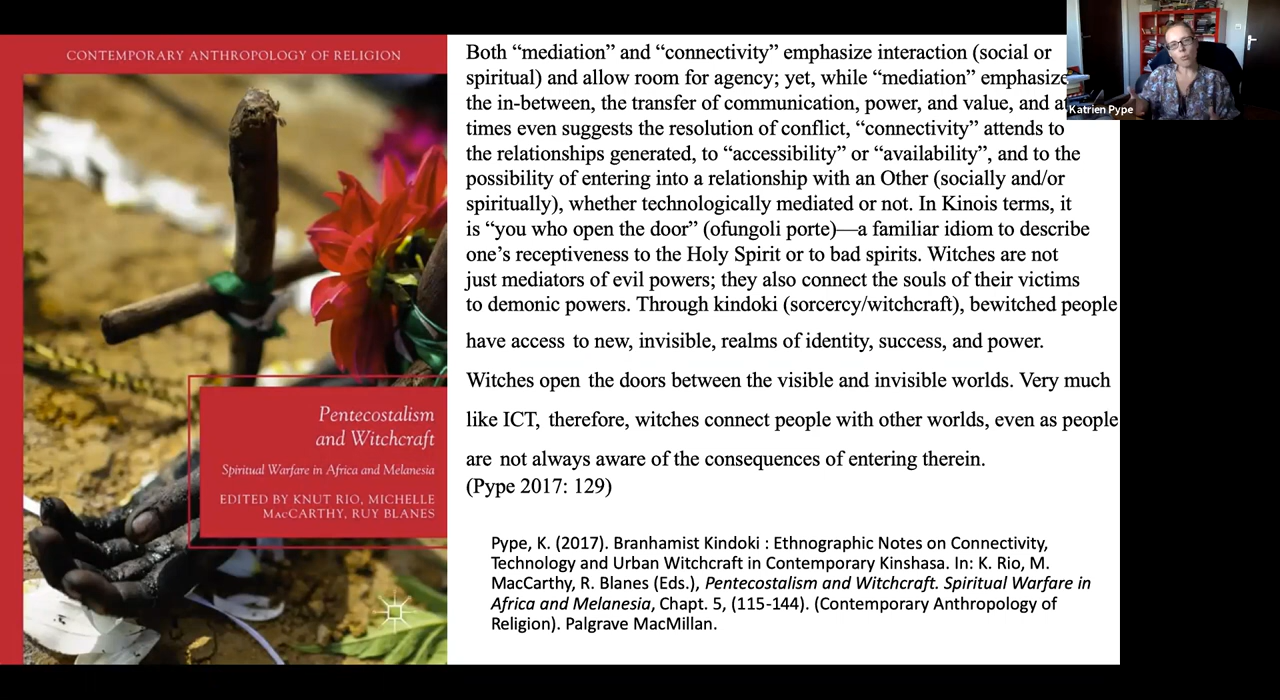 CONTEMPORARY ANTHROPOLOGY OF RELIGION
Pentecostalism
and Witchcraft
Spiritual Warfare in Africa and Melanesia
EDITED BY KNUT RIO, MICHELLE
MacCARTHY, RUY BLANES
Both “mediation” and “connectivity” emphasize interaction (social or
spiritual) and allow room for agency; yet, while “mediation” emphasize
the in-between, the transfer of communication, power, and value, and a
times even suggests the resolution of conflict, “connectivity” attends to
the relationships generated, to “accessibility” or “availability”, and to the
possibility of entering into a relationship with an Other (socially and/or
spiritually), whether technologically mediated or not. In Kinois terms, it
is “you who open the door” (ofungoli porte)—a familiar idiom to describe
one’s receptiveness to the Holy Spirit or to bad spirits. Witches are not
just mediators of evil powers; they also connect the souls of their victims
to demonic powers. Through kindoki (sorcery/witchcraft), bewitched people
have access to new, invisible, realms of identity, success, and power.
Witches open the doors between the visible and invisible worlds. Very much
like ICT, therefore, witches connect people with other worlds, even as people
are not always aware of the consequences of entering therein.
(Pype 2017: 129)
Pype, K. (2017). Branhamist Kindoki : Ethnographic Notes on Connectivity,
Technology and Urban Witchcraft in Contemporary Kinshasa. In: K. Rio, M.
MacCarthy, R. Blanes (Eds.), Pentecostalism and Witchcraft. Spiritual Warfare in
Africa and Melanesia, Chapt. 5, (115-144). (Contemporary Anthropology of
Religion). Palgrave MacMillan.
Katrien Pype